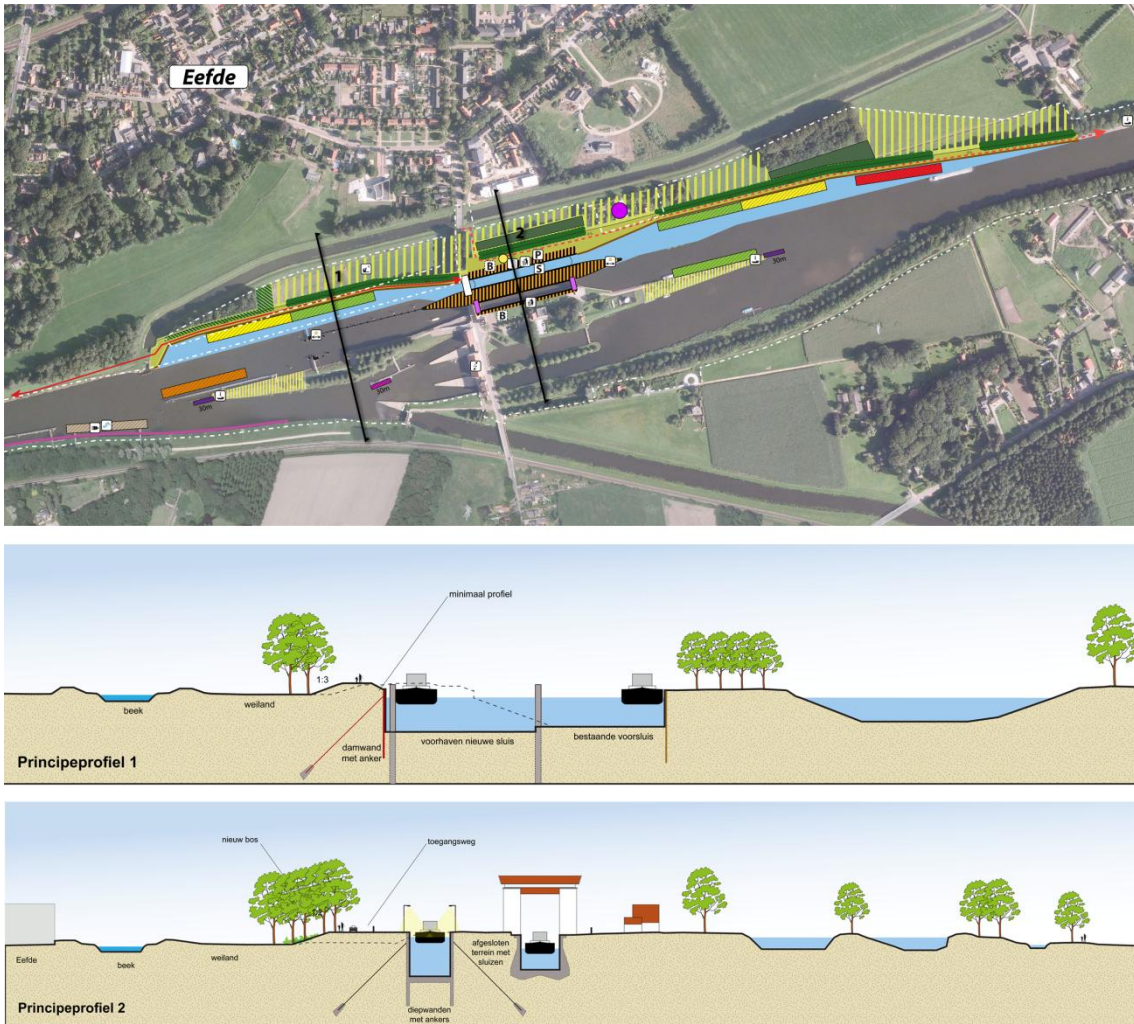 Eefde
2
P
B
S
1
B
30m
30m
30m
minimaal profiel
1:3
beek
weiland
damwand
met anker
voorhaven nieuwe sluis
bestaande voorsluis
Principeprofiel 1
nieuw bos
toegangsweg
Eefde
beek
weiland
afgesloten
terrein met
sluizen
diepwanden
met ankers
Principeprofiel 2